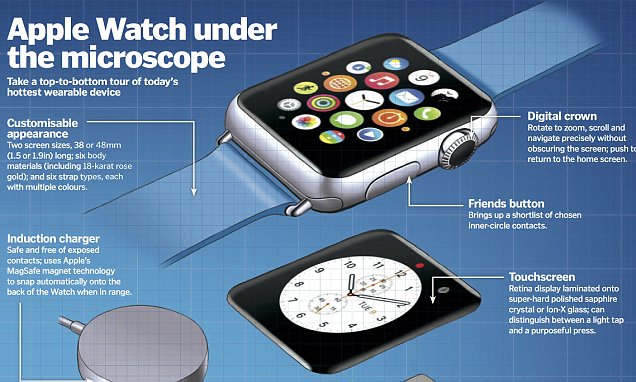 Apple Watch under
the microscope
Take a top-to-bottom tour of today's
hottest wearable device
Customisable
appearance
Two screen sizes, 38 or 48mm
(1.5 or 1.9in) long; six body
materials (including 18-karat rose
gold); and six strap types, each
with multiple colours.
Digital crown
Rotate to zoom, scroll and
navigate precisely without
obscuring the screen; push to
return to the home screen.
Friends button
Brings up a shortlist of chosen
inner-circle contacts.
Induction charger
Safe and free of exposed
contacts; uses Apple's
MagSafe magnet technology
to snap automatically onto the
back of the Watch when in range.
Touchscreen
Retina display laminated onto
super-hard polished sapphire
crystal or Ion-X glass; can
distinguish between a light tap
and a purposeful press.